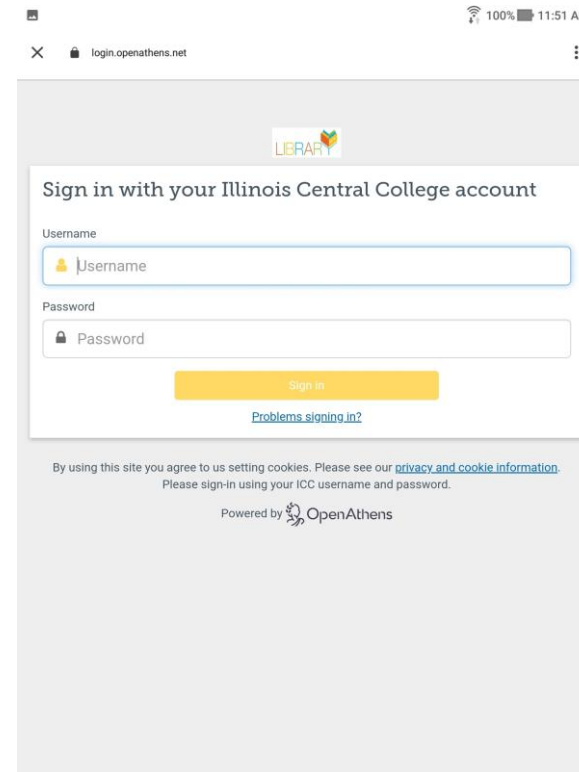 100% 11:51 A
login.openathens.net
LIBRARY
Sign in with your Illinois Central College account
Username
Username
Password
Password
Sign in
Problems signing in?
By using this site you agree to us setting cookies. Please see our privacy and cookie information.
Please sign-in using your ICC username and password.
Powered by OpenAthens